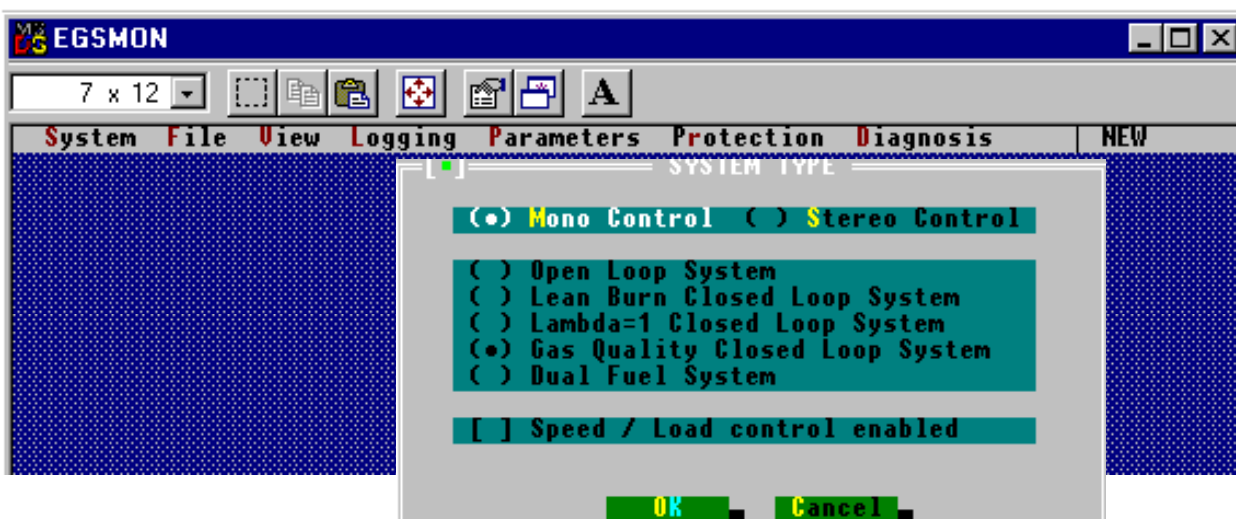 EGSMON
7 x 12 A
System File View Logging Parameters Protection Diagnosis NEW
SYSTEM TYPE
(•) Mono Control ( ) Stereo Control
( ) Open Loop System
( ) Lean Burn Closed Loop System
( ) Lambda=1 Closed Loop System
(•) Gas Quality Closed Loop System
( ) Dual Fuel System
[ ] Speed / Load control enabled
OK Cancel